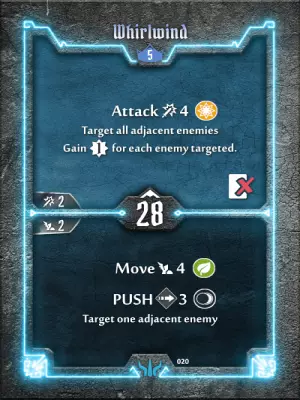 Whirlwind
5
Attack 4
Target all adjacent enemies
Gain 1 for each enemy targeted.
2
28
2
Move 4
PUSH 3
Target one adjacent enemy
020